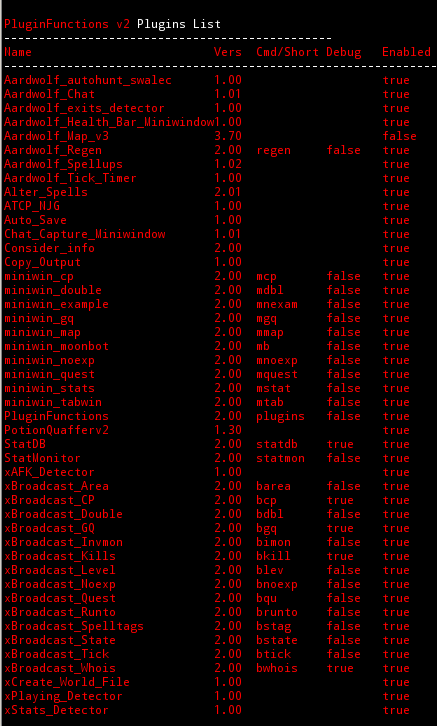 PluginFunctions v2 Plugins List
-----------------------------------------------
Name Vers Cmd/Short Debug Enabled
--------------------------------------------------------------
Aardwolf_autohunt_swalec 1.00 true
Aardwolf_Chat 1.01 true
Aardwolf_exits_detector 1.00 true
Aardwolf_Health_Bar_Miniwindow1.00 true
Aardwolf_Map_v3 3.70 false
Aardwolf_Regen 2.00 regen false true
Aardwolf_Spellups 1.02 true
Aardwolf_Tick_Timer 1.00 true
Alter_Spells 2.01 true
ATCP_NJG 1.00 true
Auto_Save 1.00 true
Chat_Capture_Miniwindow 1.01 true
Consider_info 2.00 true
Copy_Output 1.00 true
miniwin_cp 2.00 mcp false true
miniwin_double 2.00 mdbl false true
miniwin_example 2.00 mnexam false true
miniwin_gq 2.00 mgq false true
miniwin_map 2.00 mmap false true
miniwin_moonbot 2.00 mb false true
miniwin_noexp 2.00 mnoexp false true
miniwin_quest 2.00 mquest false true
miniwin_stats 2.00 mstat false true
miniwin_tabwin 2.00 mtab false true
PluginFunctions 2.00 plugins false true
PotionQuafferv2 1.30 true
StatDB 2.00 statdb true true
StatMonitor 2.00 statmon false true
xAFK_Detector 1.00 true
xBroadcast_Area 2.00 barea false true
xBroadcast_CP 2.00 bcp true true
xBroadcast_Double 2.00 bdbl false true
xBroadcast_GQ 2.00 bgq true true
xBroadcast_Invmon 2.00 bimon false true
xBroadcast_Kills 2.00 bkill true true
xBroadcast_Level 2.00 blev false true
xBroadcast_Noexp 2.00 bnoexp false true
xBroadcast_Quest 2.00 bqu false true
xBroadcast_Runto 2.00 brunto false true
xBroadcast_Spelltags 2.00 bstag false true
xBroadcast_State 2.00 bstate false true
xBroadcast_Tick 2.00 btick false true
xBroadcast_Whois 2.00 bwhois true true
xCreate_World_File 1.00 true
xPlaying_Detector 1.00 true
xStats_Detector 1.00 true